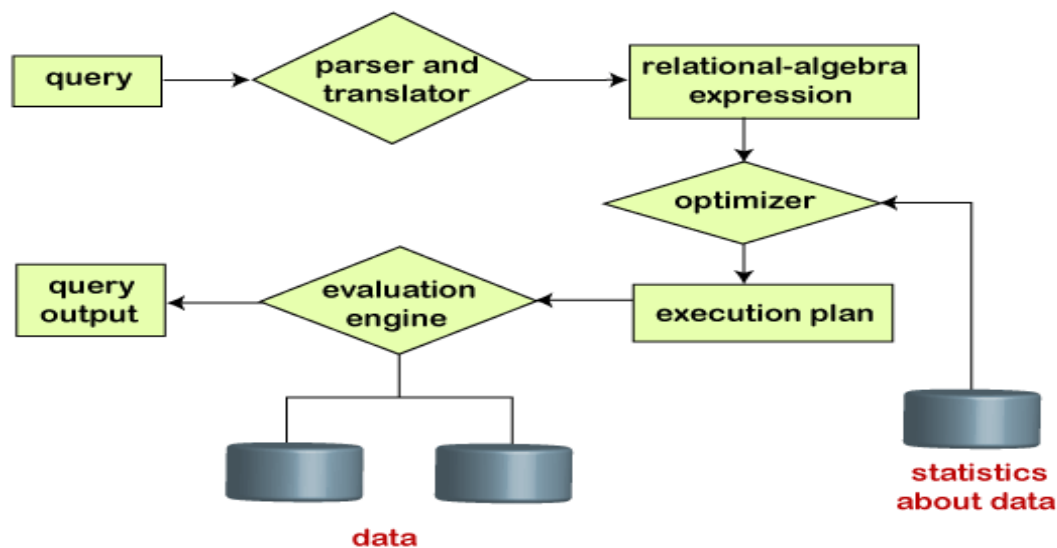 query
parser and
translator
relational-algebra
expression
optimizer
query
output
evaluation
engine
execution plan
statistics
about data
data